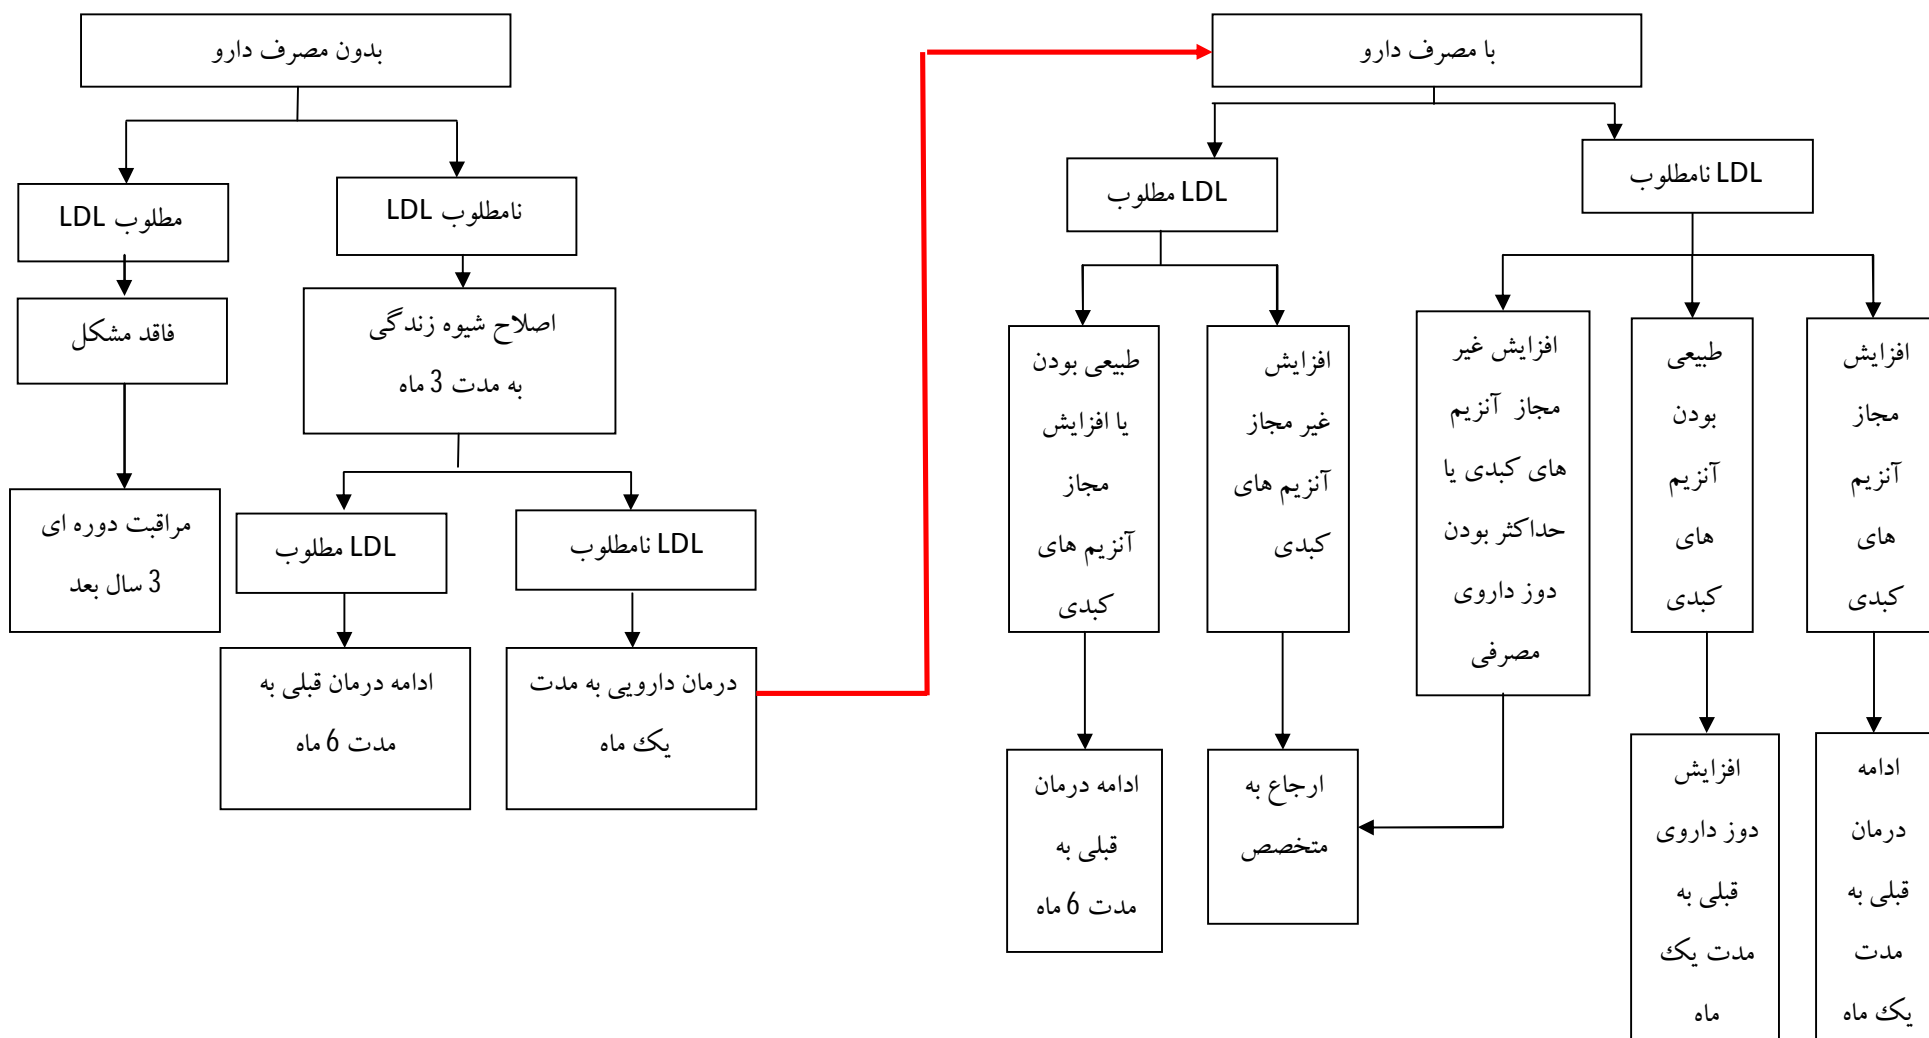 بدون مصرف دارو
مطلوب LDL
نامطلوب LDL
فاقد مشکل
اصلاح شیوه زندگی
به مدت 3 ماه
مراقبت دوره ای
3 سال بعد
LDL مطلوب
LDL نامطلوب
ادامه درمان قبلی به
مدت 6 ماه
درمان دارویی به مدت
یک ماه
با مصرف دارو
LDL مطلوب
LDL نامطلوب
طبیعی بودن
یا افزایش
مجاز
آنزیم های
کبدی
افزایش
غیر مجاز
آنزیم های
کبدی
افزایش غیر
مجاز آنزیم
های کبدی یا
حداکثر بودن
دوز داروی
مصرفی
طبیعی
بودن
آنزیم
های
کبدی
افزایش
مجاز
آنزیم
های
کبدی
ادامه درمان
قبلی به
مدت 6 ماه
ارجاع به
متخصص
افزایش
دوز داروی
قبلی به
مدت یک
ماه
ادامه
درمان
قبلی به
مدت
یک ماه